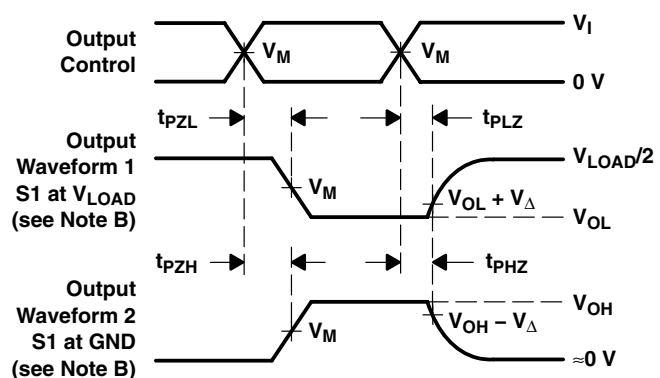 Output
Control
V_M
V_M
V_I
0 V
t_PZL
t_PLZ
Output
Waveform 1
S1 at V_LOAD
(see Note B)
V_M
V_LOAD/2
V_OL + V_Δ
V_OL
t_PZH
t_PHZ
Output
Waveform 2
S1 at GND
(see Note B)
V_M
V_OH
V_OH − V_Δ
≈0 V